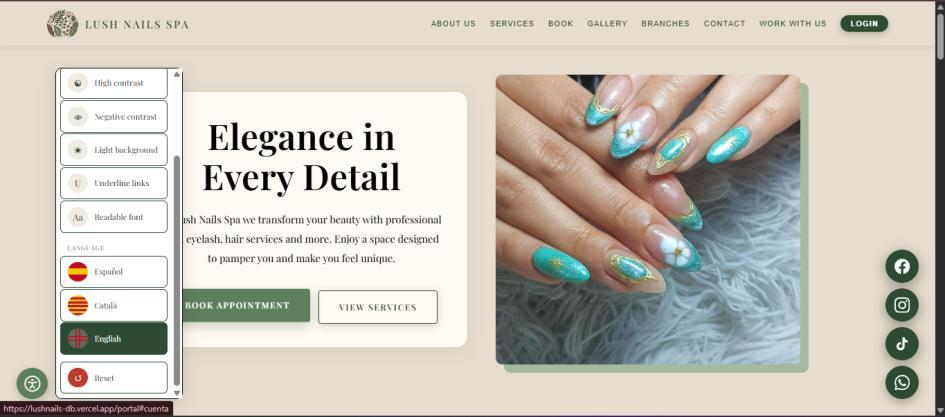 LUSH NAILS SPA
ABOUT US
SERVICES
BOOK
GALLERY
BRANCHES
CONTACT
WORK WITH US
LOGIN
High contrast
Negative contrast
Light background
U Underline links
Aa Readable font
LANGUAGE
Español
Català
English
Reset
Elegance in
Every Detail
ush Nails Spa we transform your beauty with professional
eyelash, hair services and more. Enjoy a space designed
to pamper you and make you feel unique.
BOOK APPOINTMENT
VIEW SERVICES
https://lushnails-db.vercel.app/portal#cuenta